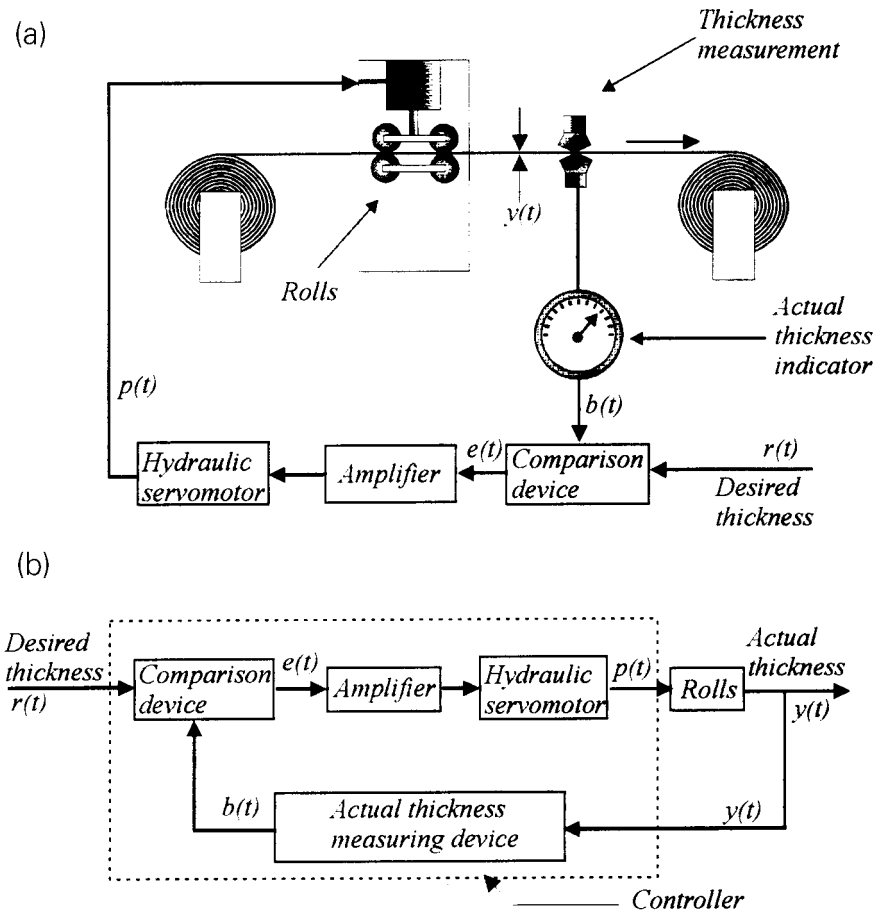 (a)
Thickness
measurement
y(t)
Rolls
Actual
thickness
indicator
p(t)
b(t)
e(t)
r(t)
Hydraulic
servomotor
Amplifier
Comparison
device
Desired
thickness
(b)
Desired
thickness
r(t)
Comparison
device
e(t)
Amplifier
Hydraulic
servomotor
p(t)
Rolls
Actual
thickness
y(t)
b(t)
Actual thickness
measuring device
y(t)
Controller